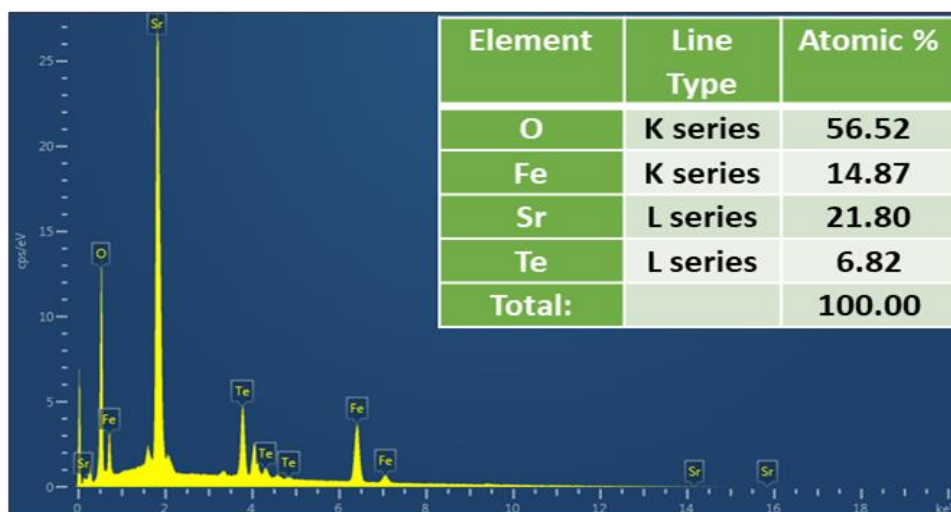 Element Line Type Atomic %
O K series 56.52
Fe K series 14.87
Sr L series 21.80
Te L series 6.82
Total: 100.00
cps/eV
25
20
15
10
5
0
Sr
O
Fe
Sr
Te
Te
Te
Fe
Fe
Sr
Sr
0 2 4 6 8 10 12 14 16 18